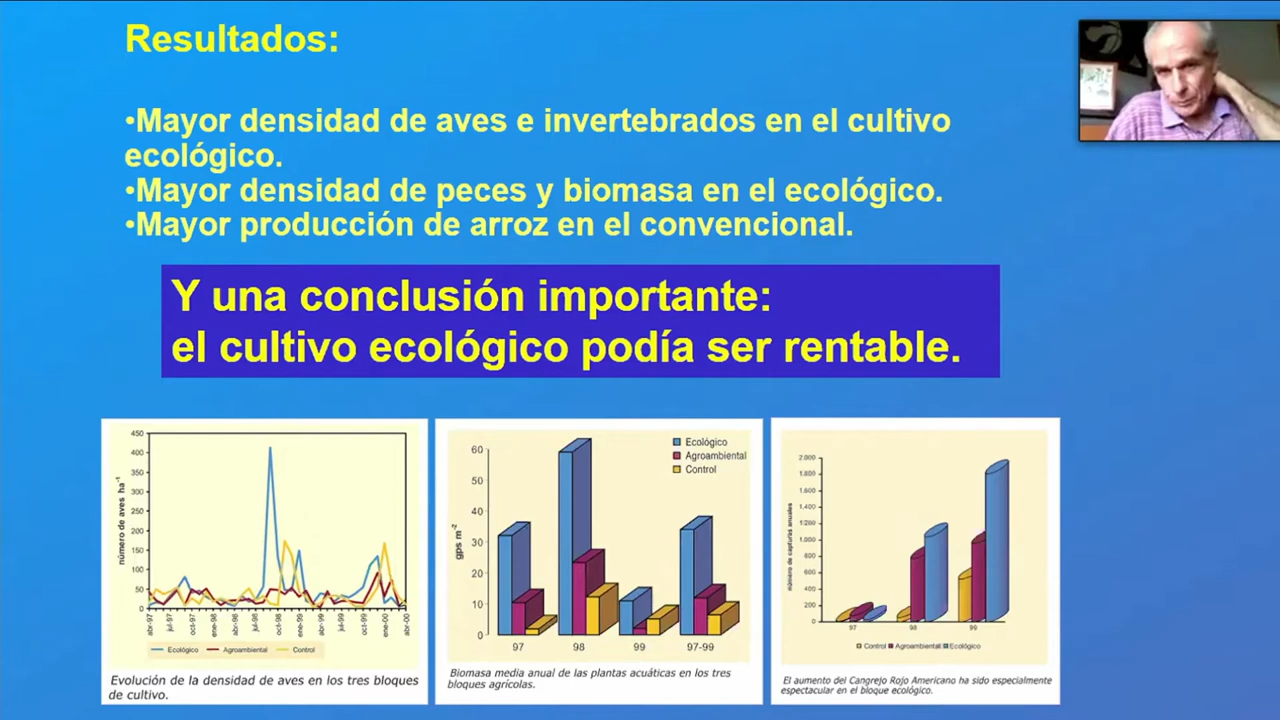 Resultados:
•Mayor densidad de aves e invertebrados en el cultivo
ecológico.
•Mayor densidad de peces y biomasa en el ecológico.
•Mayor producción de arroz en el convencional.
Y una conclusión importante:
el cultivo ecológico podía ser rentable.
450
400
350
300
250
200
150
100
50
0
número de aves ha⁻¹
abr-97
jul-97
oct-97
ene-98
abr-98
jul-98
oct-98
ene-99
abr-99
jul-99
oct-99
ene-00
abr-00
Ecológico Agroambiental Control
Evolución de la densidad de aves en los tres bloques
de cultivo.
60
50
40
30
20
10
0
gps m⁻²
Ecológico
Agroambiental
Control
97 98 99 97-99
Biomasa media anual de las plantas acuáticas en los tres
bloques agrícolas.
2.000
1.800
1.600
1.400
1.200
1.000
800
600
400
200
0
número de capturas anuales
97 98 99
Control Agroambiental Ecológico
El aumento del Cangrejo Rojo Americano ha sido especialmente
espectacular en el bloque ecológico.